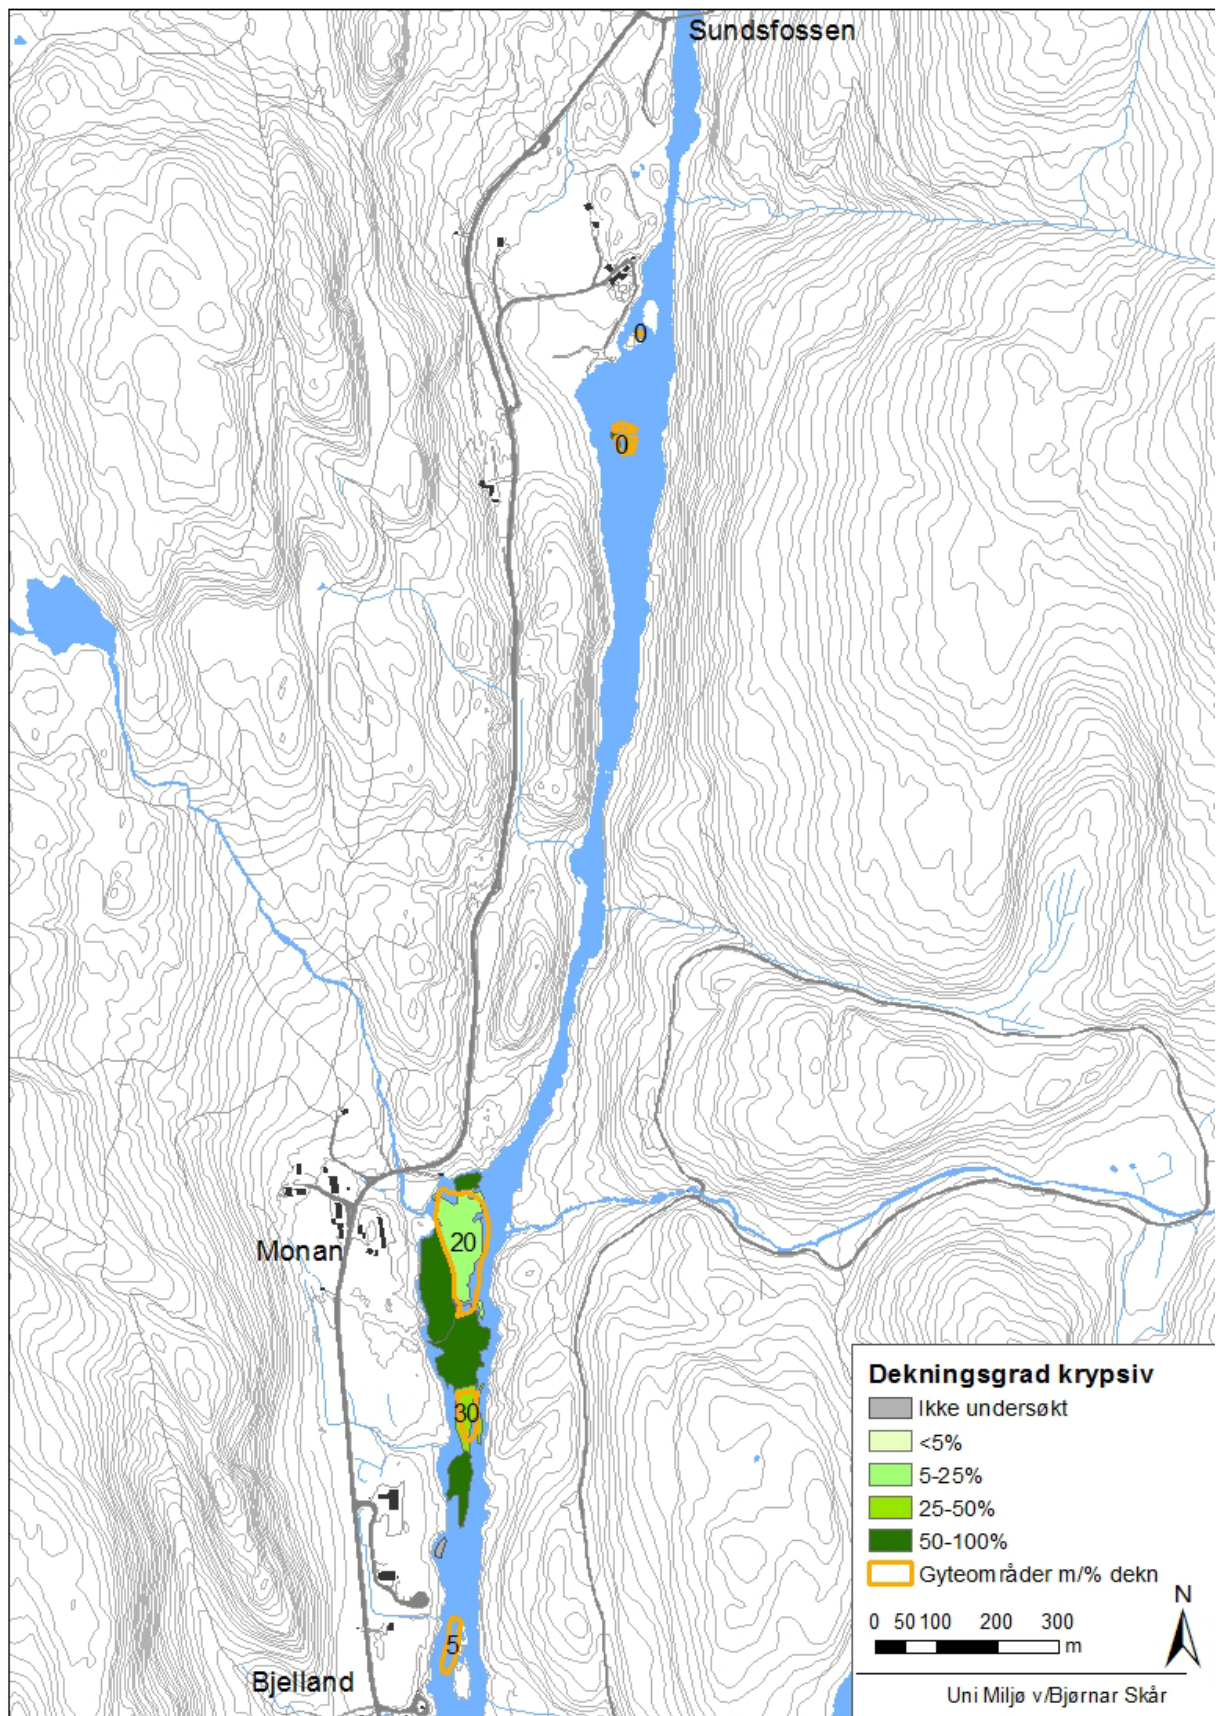 Sundsfossen
0
0
20
Monan
30
5
Bjelland
Dekningsgrad krypsiv
Ikke undersøkt
<5%
5-25%
25-50%
50-100%
Gyteområder m/% dekn
N
0 50 100 200 300
m
Uni Miljø v/Bjørnar Skår